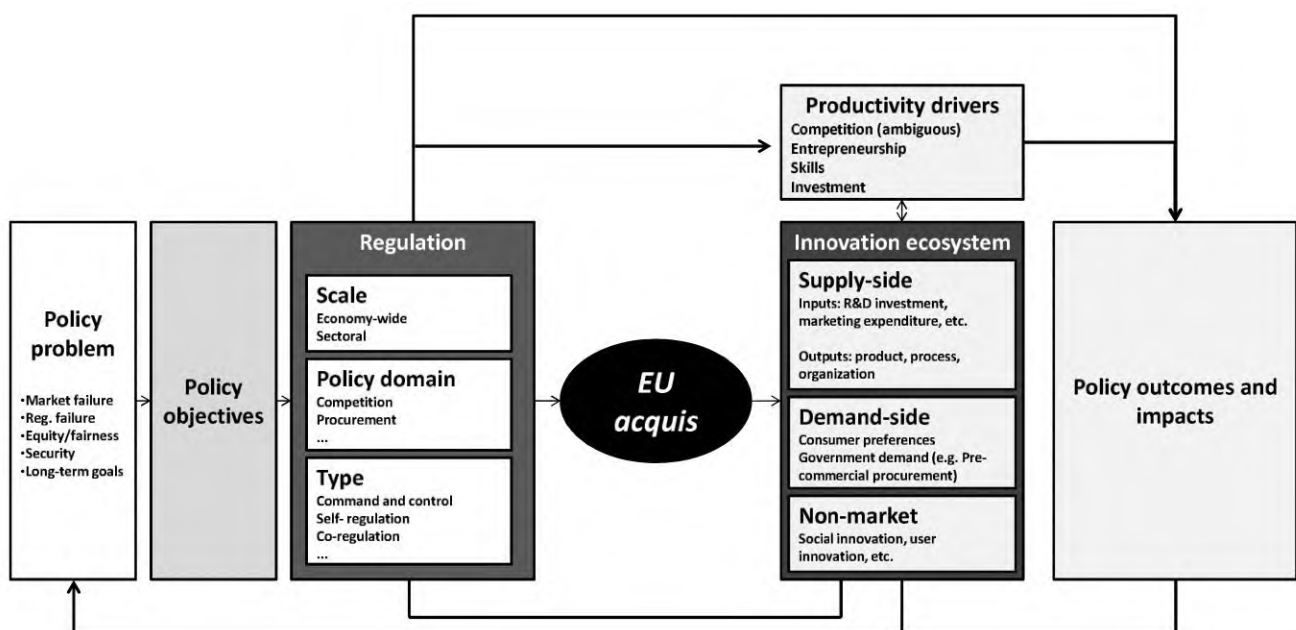 Policy
problem
•Market failure
•Reg. failure
•Equity/fairness
•Security
•Long-term goals
Policy
objectives
Regulation
Scale
Economy-wide
Sectoral
Policy domain
Competition
Procurement
...
Type
Command and control
Self- regulation
Co-regulation
...
EU
acquis
Productivity drivers
Competition (ambiguous)
Entrepreneurship
Skills
Investment
Innovation ecosystem
Supply-side
Inputs: R&D investment,
marketing expenditure, etc.
Outputs: product, process,
organization
Demand-side
Consumer preferences
Government demand (e.g. Pre-
commercial procurement)
Non-market
Social innovation, user
innovation, etc.
Policy outcomes and
impacts